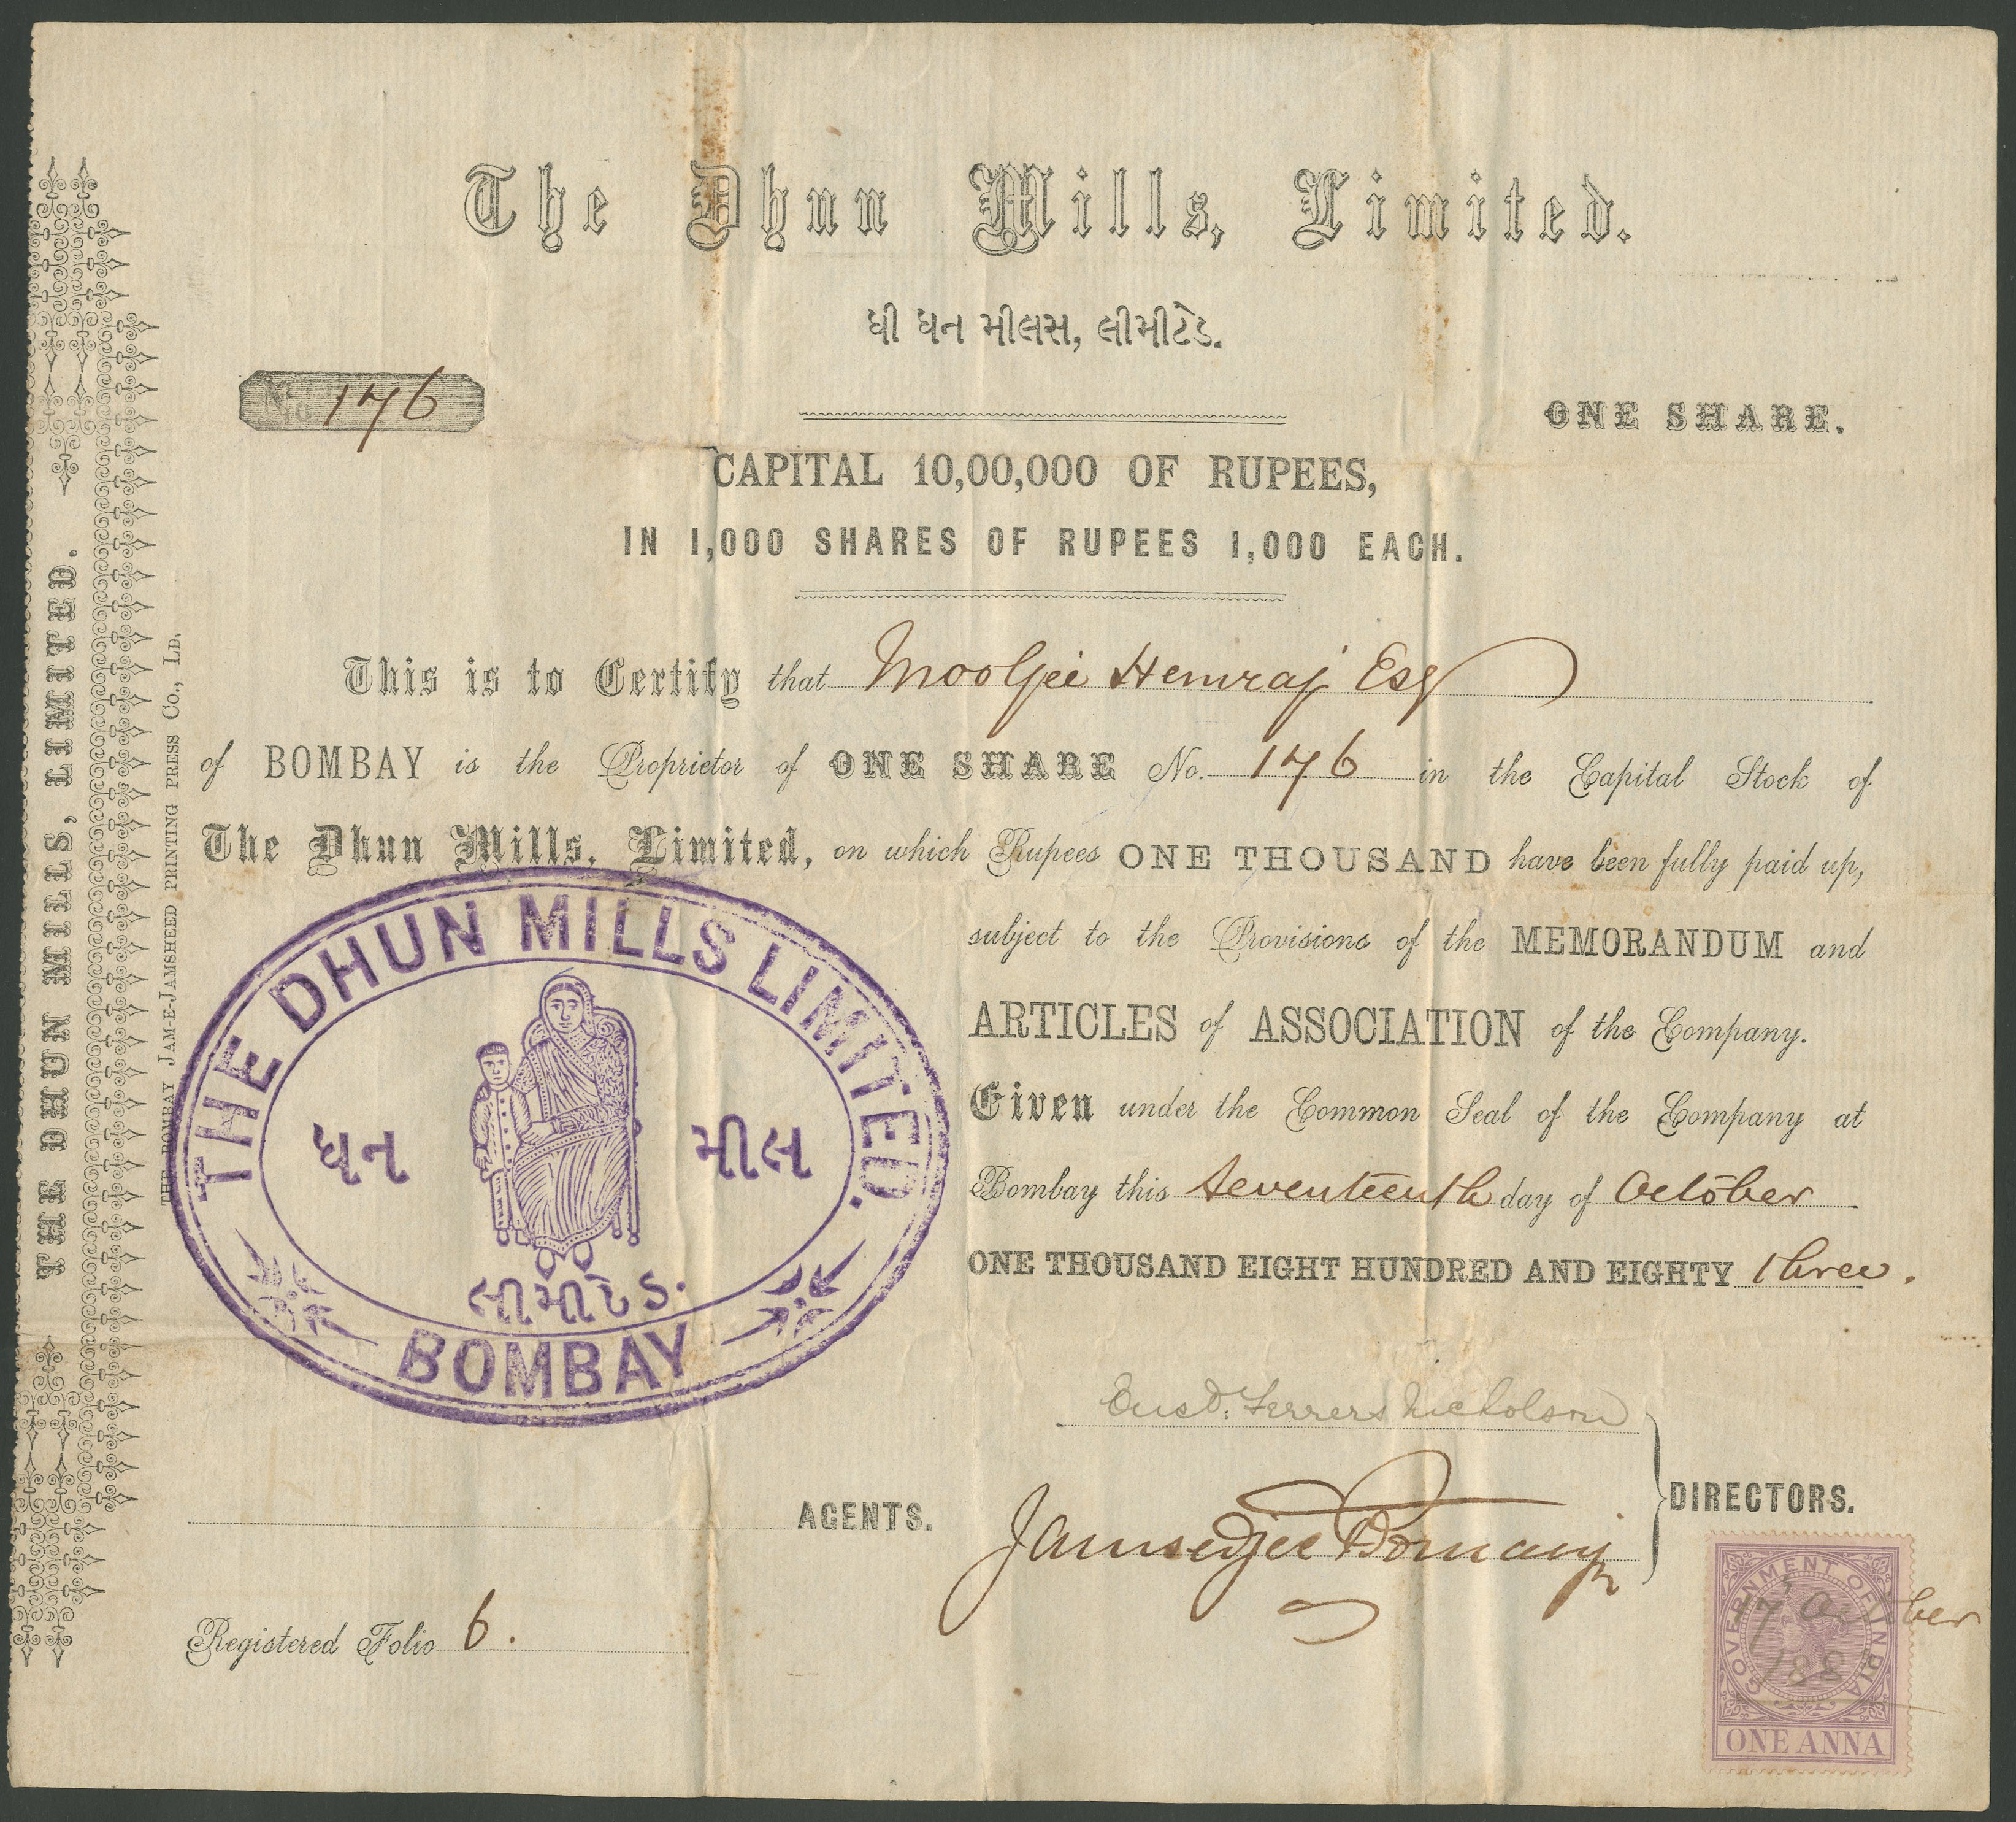 The Dhun Mills, Limited.
ધી ધન મીલસ, લીમીટેડ.
No 176
ONE SHARE.
CAPITAL 10,00,000 OF RUPEES,
IN 1,000 SHARES OF RUPEES 1,000 EACH.
This is to Certify that Mooljee Hemraj Esq
of BOMBAY is the Proprietor of ONE SHARE No. 176 in the Capital Stock of
The Dhun Mills, Limited, on which Rupees ONE THOUSAND have been fully paid up,
subject to the Provisions of the MEMORANDUM and
ARTICLES of ASSOCIATION of the Company.
Given under the Common Seal of the Company at
Bombay this Seventeenth day of October
ONE THOUSAND EIGHT HUNDRED AND EIGHTY three.
THE DHUN MILLS LIMITED.
ધન મીલ
લીમીટેડ.
BOMBAY
Ferrers Nicholson
Jamsedjee
DIRECTORS.
AGENTS.
Registered Folio 6.
GOVERNMENT OF INDIA
October
188
ONE ANNA
THE DHUN MILLS, LIMITED.
THE BOMBAY JAM-E-JAMSHEED PRINTING PRESS CO., LD.